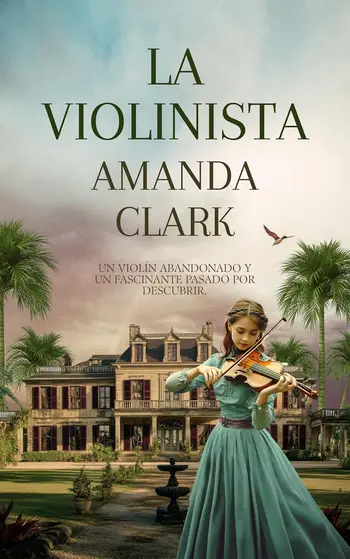 LA
VIOLINISTA
AMANDA
CLARK
UN VIOLÍN ABANDONADO Y
UN FASCINANTE PASADO POR
DESCUBRIR.